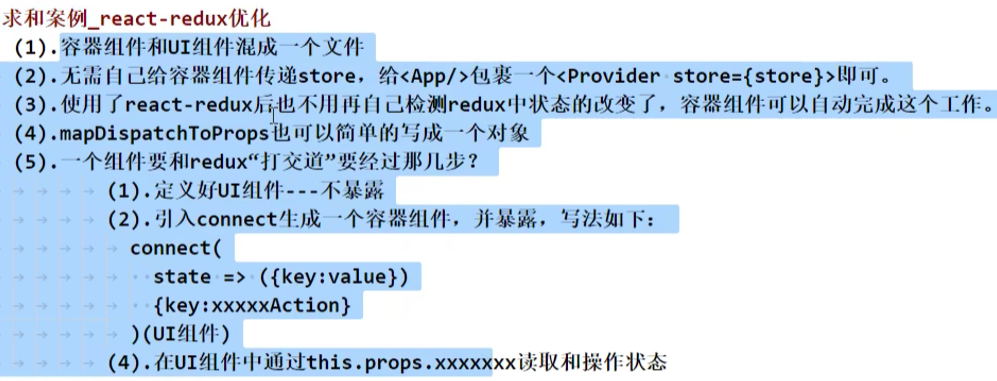 求和案例_react-redux优化
(1).容器组件和UI组件混成一个文件
(2).无需自己给容器组件传递store，给<App/>包裹一个<Provider store={store}>即可。
(3).使用了react-redux后也不用再自己检测redux中状态的改变了，容器组件可以自动完成这个工作。
(4).mapDispatchToProps也可以简单的写成一个对象
(5).一个组件要和redux“打交道”要经过那几步？
(1).定义好UI组件---不暴露
(2).引入connect生成一个容器组件，并暴露，写法如下：
connect(
state => ({key:value})
{key:xxxxxAction}
)(UI组件)
(4).在UI组件中通过this.props.xxxxxxx读取和操作状态